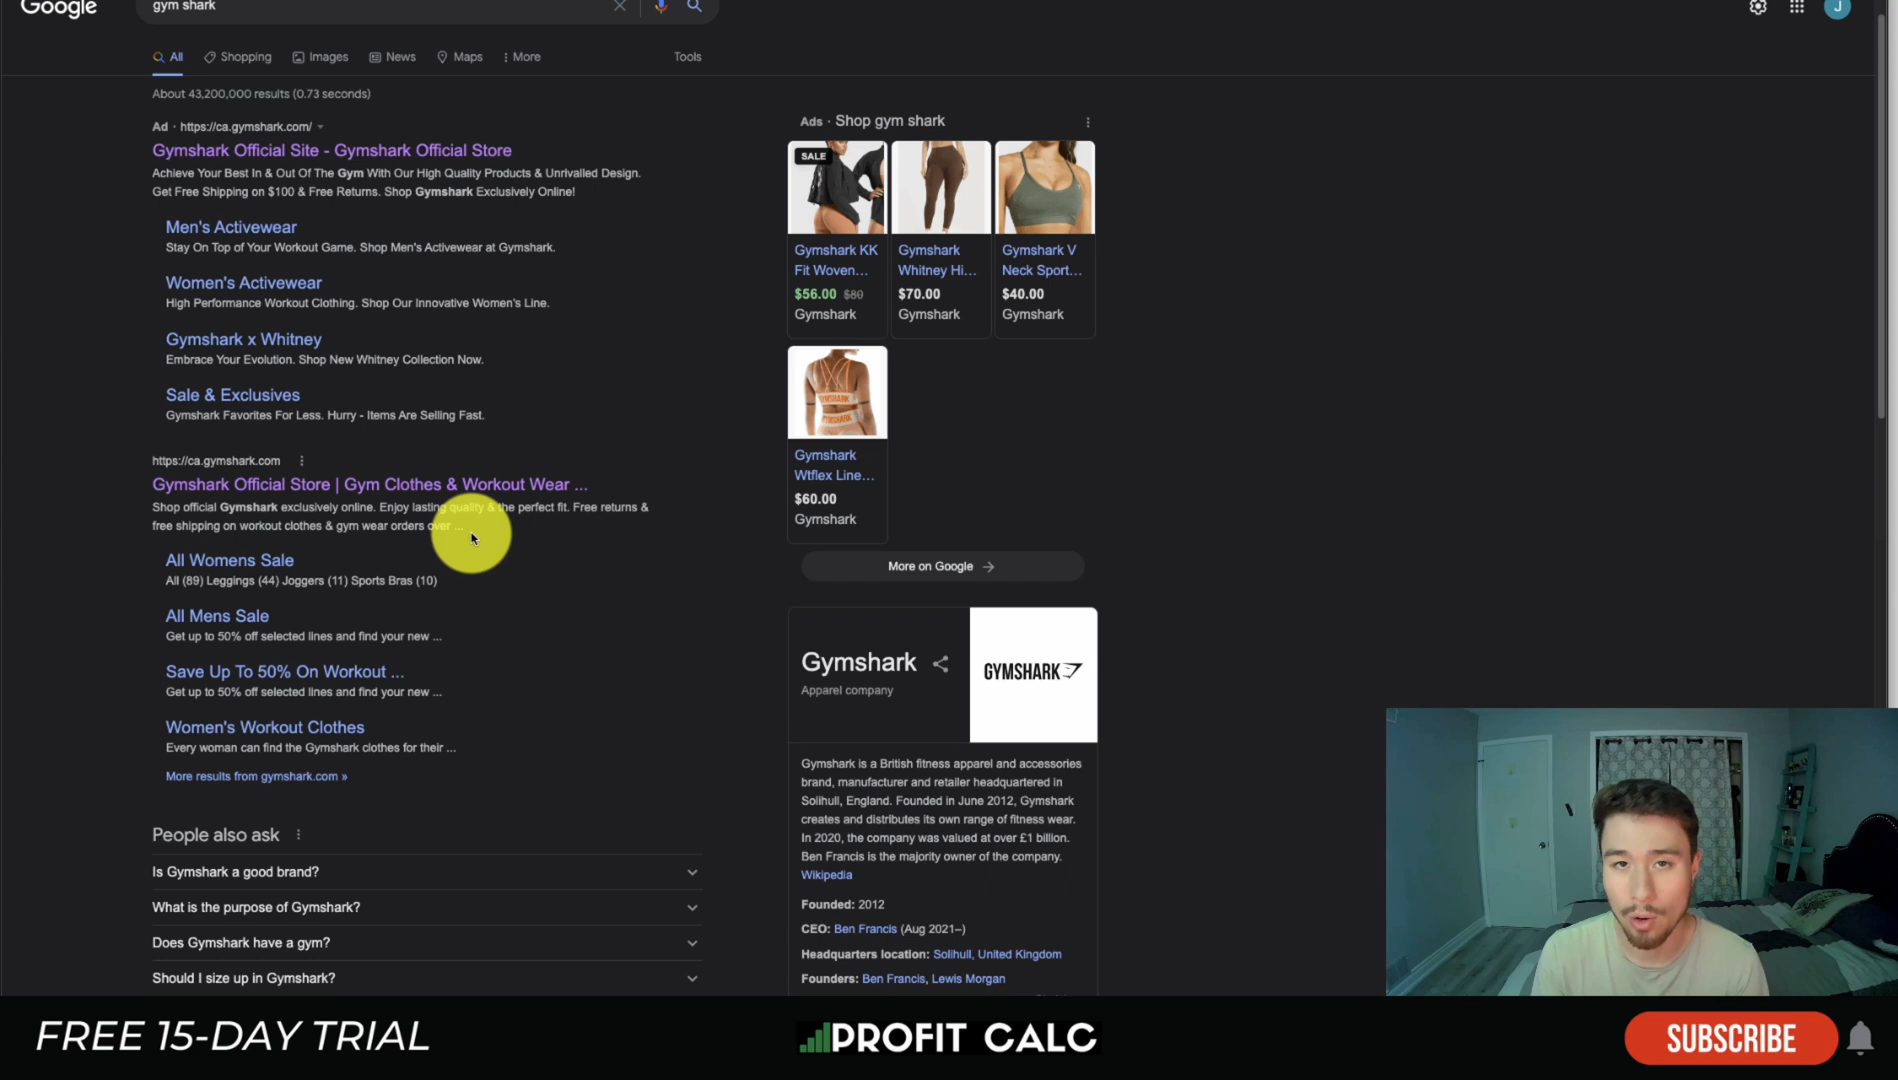 Google
gym shark
J
All
Shopping
Images
News
Maps
More
Tools
About 43,200,000 results (0.73 seconds)
Ad · https://ca.gymshark.com/
Gymshark Official Site - Gymshark Official Store
Achieve Your Best In & Out Of The Gym With Our High Quality Products & Unrivalled Design.
Get Free Shipping on $100 & Free Returns. Shop Gymshark Exclusively Online!
Men's Activewear
Stay On Top of Your Workout Game. Shop Men's Activewear at Gymshark.
Women's Activewear
High Performance Workout Clothing. Shop Our Innovative Women's Line.
Gymshark x Whitney
Embrace Your Evolution. Shop New Whitney Collection Now.
Sale & Exclusives
Gymshark Favorites For Less. Hurry - Items Are Selling Fast.
https://ca.gymshark.com
Gymshark Official Store | Gym Clothes & Workout Wear ...
Shop official Gymshark exclusively online. Enjoy lasting quality & the perfect fit. Free returns &
free shipping on workout clothes & gym wear orders over ...
All Womens Sale
All (89) Leggings (44) Joggers (11) Sports Bras (10)
All Mens Sale
Get up to 50% off selected lines and find your new ...
Save Up To 50% On Workout ...
Get up to 50% off selected lines and find your new ...
Women's Workout Clothes
Every woman can find the Gymshark clothes for their ...
More results from gymshark.com »
People also ask
Is Gymshark a good brand?
What is the purpose of Gymshark?
Does Gymshark have a gym?
Should I size up in Gymshark?
Ads · Shop gym shark
SALE
Gymshark KK
Fit Woven...
$56.00 $80
Gymshark
Gymshark
Whitney Hi...
$70.00
Gymshark
Gymshark V
Neck Sport...
$40.00
Gymshark
GYMSHARK
GYMSHARK
Gymshark
Wtflex Line...
$60.00
Gymshark
More on Google
Gymshark
Apparel company
GYMSHARK
Gymshark is a British fitness apparel and accessories
brand, manufacturer and retailer headquartered in
Solihull, England. Founded in June 2012, Gymshark
creates and distributes its own range of fitness wear.
In 2020, the company was valued at over £1 billion.
Ben Francis is the majority owner of the company.
Wikipedia
Founded: 2012
CEO: Ben Francis (Aug 2021–)
Headquarters location: Solihull, United Kingdom
Founders: Ben Francis, Lewis Morgan
FREE 15-DAY TRIAL
PROFIT CALC
SUBSCRIBE